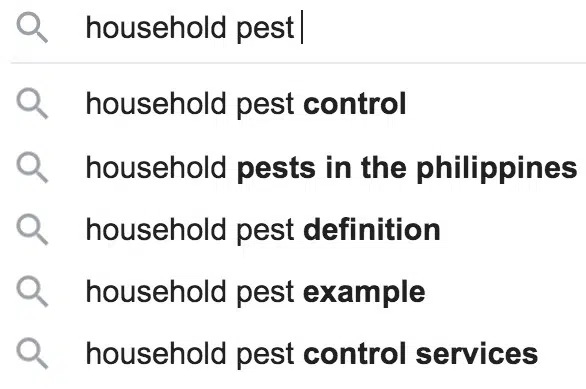 household pest
household pest control
household pests in the philippines
household pest definition
household pest example
household pest control services